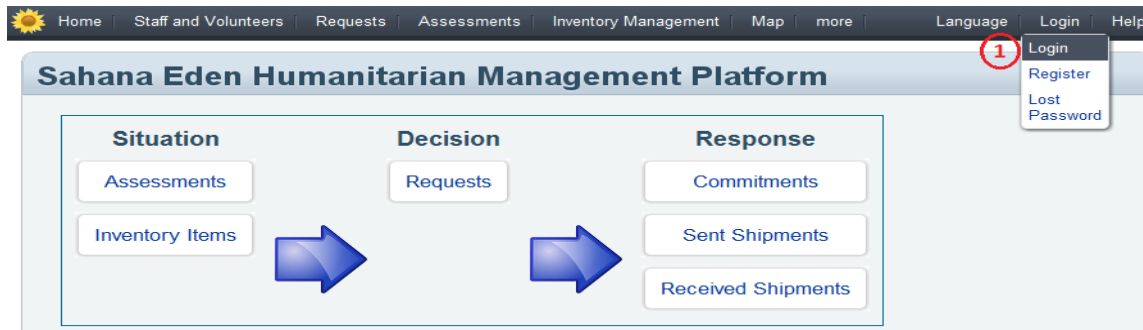 Home Staff and Volunteers Requests Assessments Inventory Management Map more Language Login Help
1 Login
Register
Lost
Password
Sahana Eden Humanitarian Management Platform
Situation Decision Response
Assessments Requests Commitments
Inventory Items Sent Shipments
Received Shipments